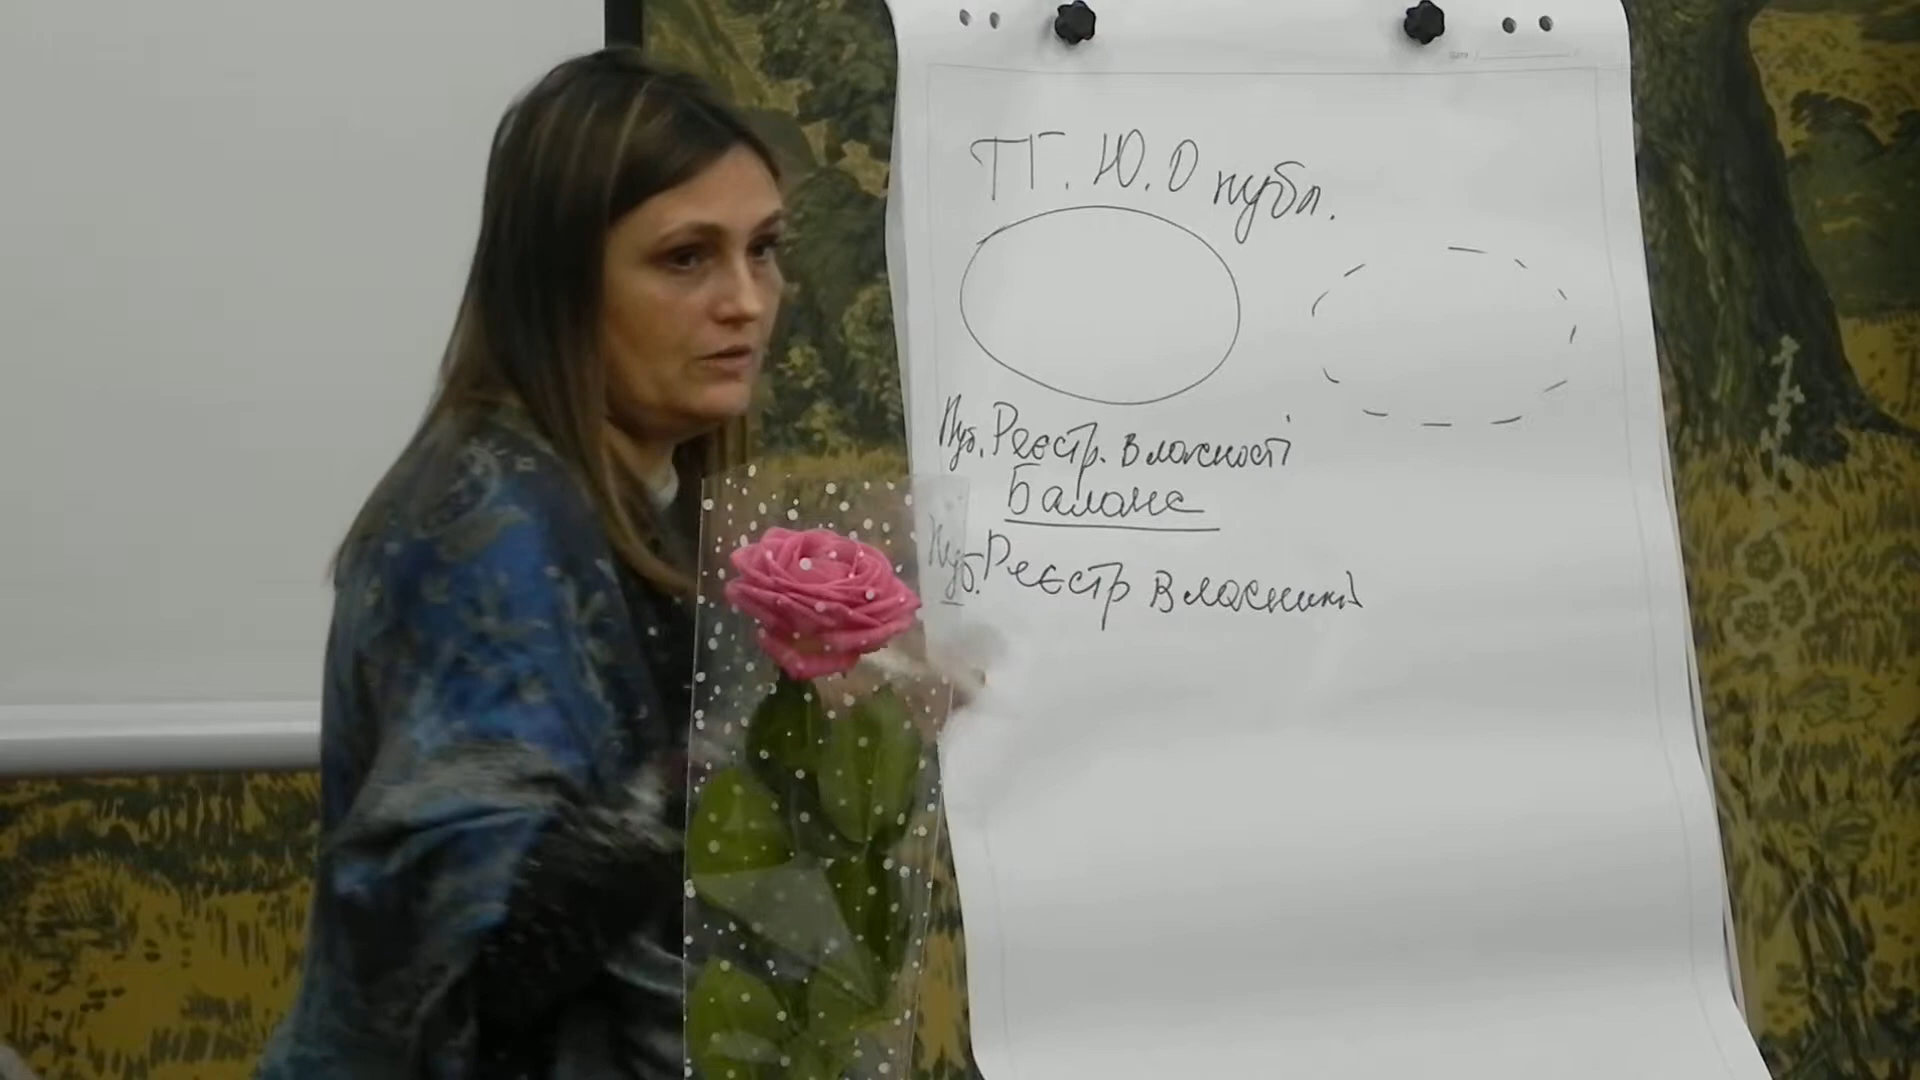 ТГ. Ю.О публ.
Пуб. Реєстр. власності
Баланс
Пуб. Реєстр власників